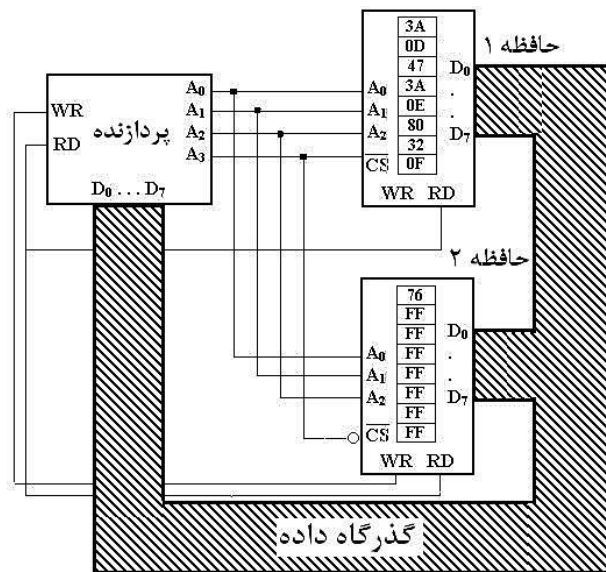 حافظه ۱
3A
0D
47
3A
0E
80
32
0F
D0
.
.
D7
A0
A1
A2
CS
WR RD
پردازنده
WR
RD
A0
A1
A2
A3
D0 . . . D7
حافظه ۲
76
FF
FF
FF
FF
FF
FF
FF
D0
.
.
D7
A0
A1
A2
CS
WR RD
گذرگاه داده